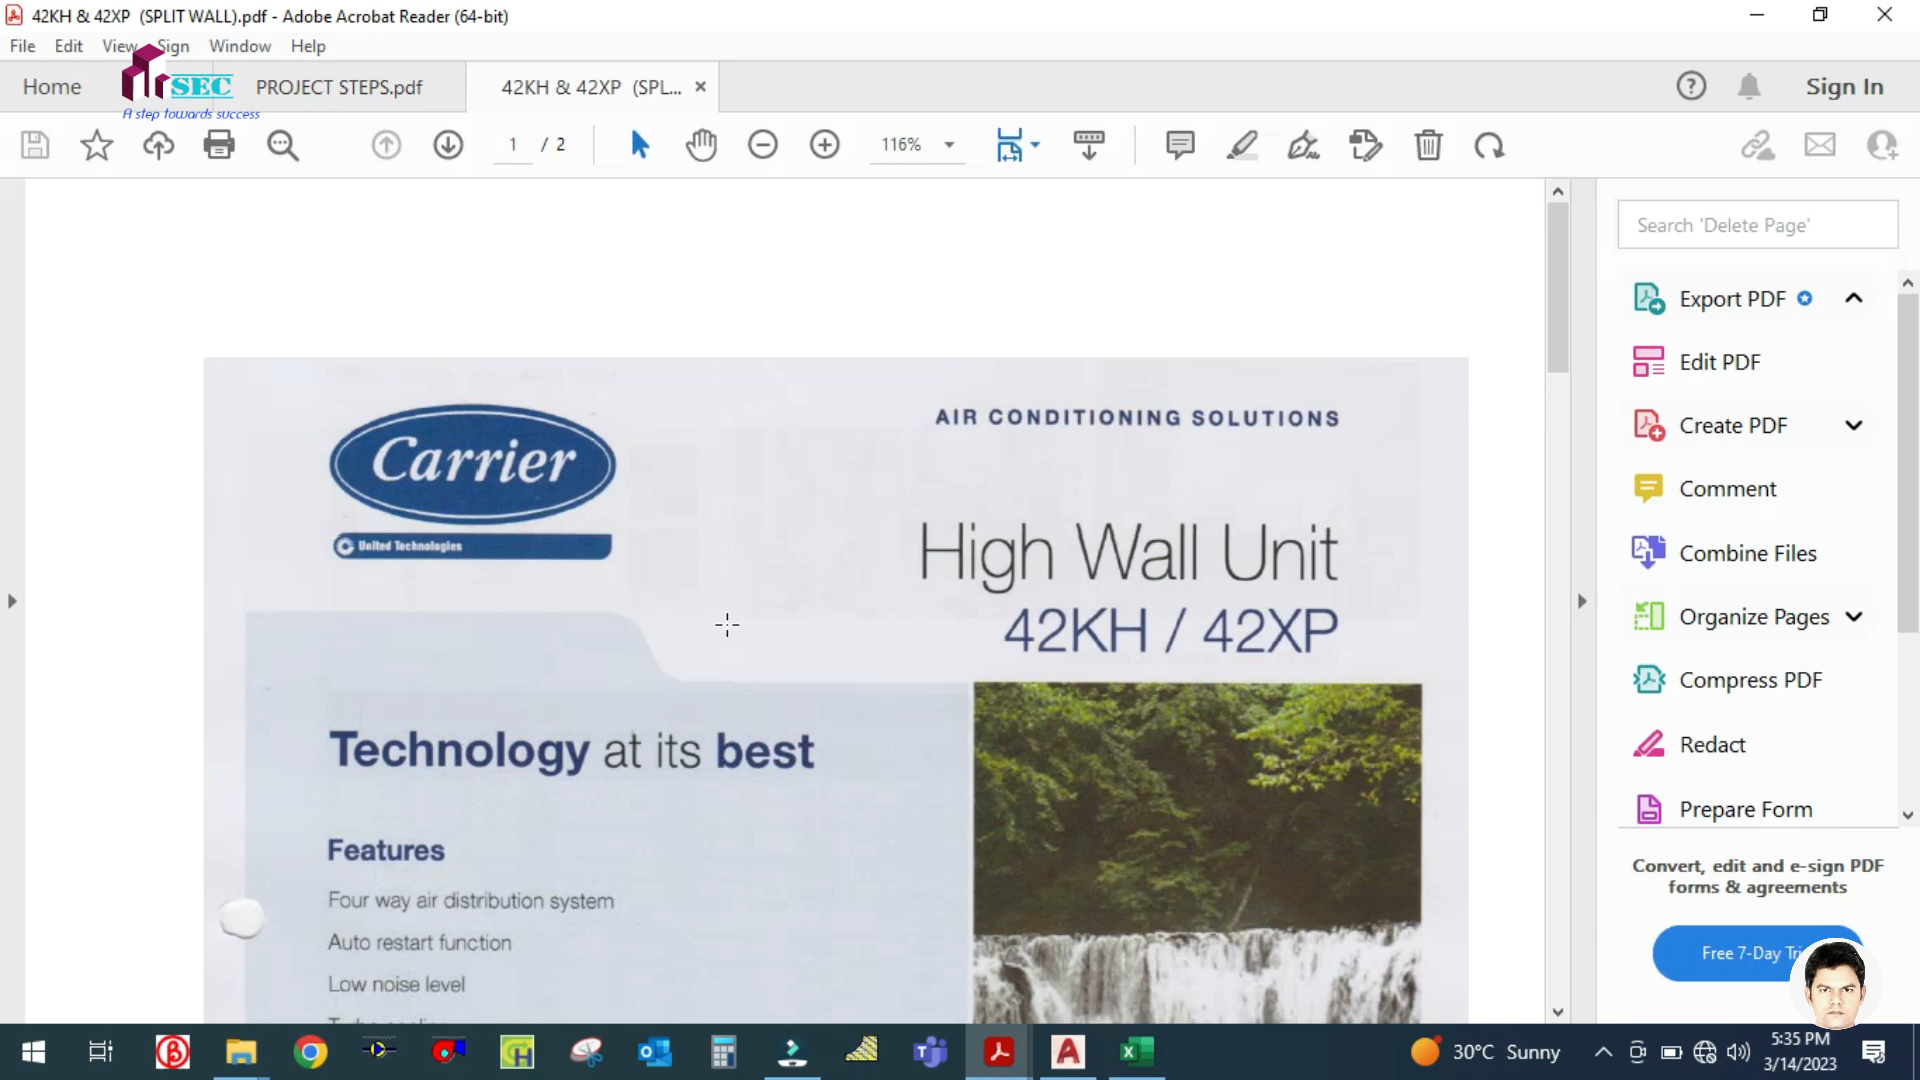 42KH & 42XP (SPLIT WALL).pdf - Adobe Acrobat Reader (64-bit)
File Edit View Sign Window Help
SEC
A step towards success
Home PROJECT STEPS.pdf 42KH & 42XP (SPL... × Sign In
1 / 2 116%
Search 'Delete Page'
Export PDF
Edit PDF
Create PDF
Comment
Combine Files
Organize Pages
Compress PDF
Redact
Prepare Form
Convert, edit and e-sign PDF
forms & agreements
Free 7-Day
Carrier
United Technologies
AIR CONDITIONING SOLUTIONS
High Wall Unit
42KH / 42XP
Technology at its best
Features
Four way air distribution system
Auto restart function
Low noise level
30°C Sunny
5:35 PM
3/14/2023